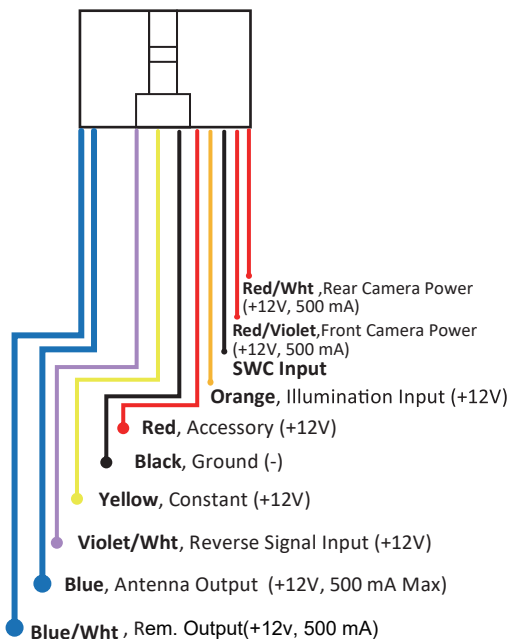 Red/Wht ,Rear Camera Power
(+12V, 500 mA)
Red/Violet,Front Camera Power
(+12V, 500 mA)
SWC Input
Orange, Illumination Input (+12V)
Red, Accessory (+12V)
Black, Ground (-)
Yellow, Constant (+12V)
Violet/Wht, Reverse Signal Input (+12V)
Blue, Antenna Output (+12V, 500 mA Max)
Blue/Wht , Rem. Output(+12v, 500 mA)